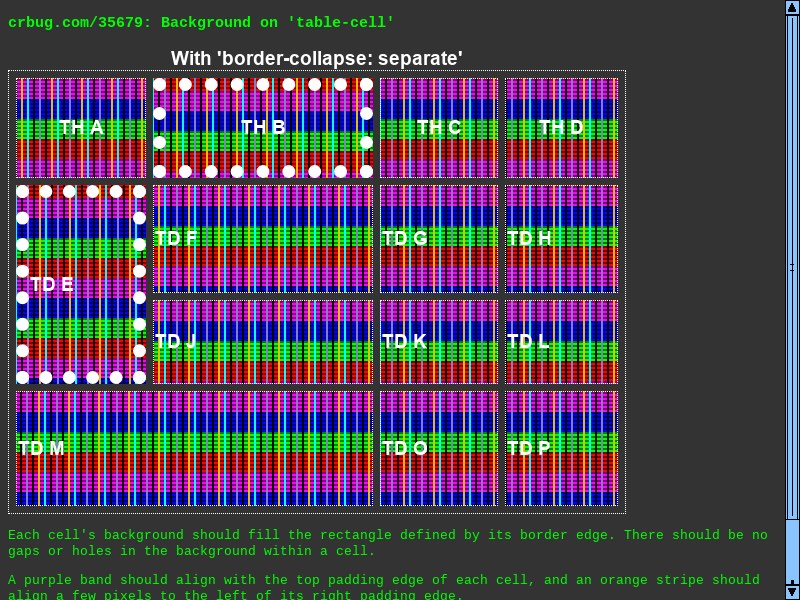 crbug.com/35679: Background on 'table-cell'
With 'border-collapse: separate'
TH A
TH B
TH C
TH D
TD E
TD F
TD G
TD H
TD J
TD K
TD L
TD M
TD O
TD P
Each cell's background should fill the rectangle defined by its border edge. There should be no
gaps or holes in the background within a cell.
A purple band should align with the top padding edge of each cell, and an orange stripe should
align a few pixels to the left of its right padding edge.